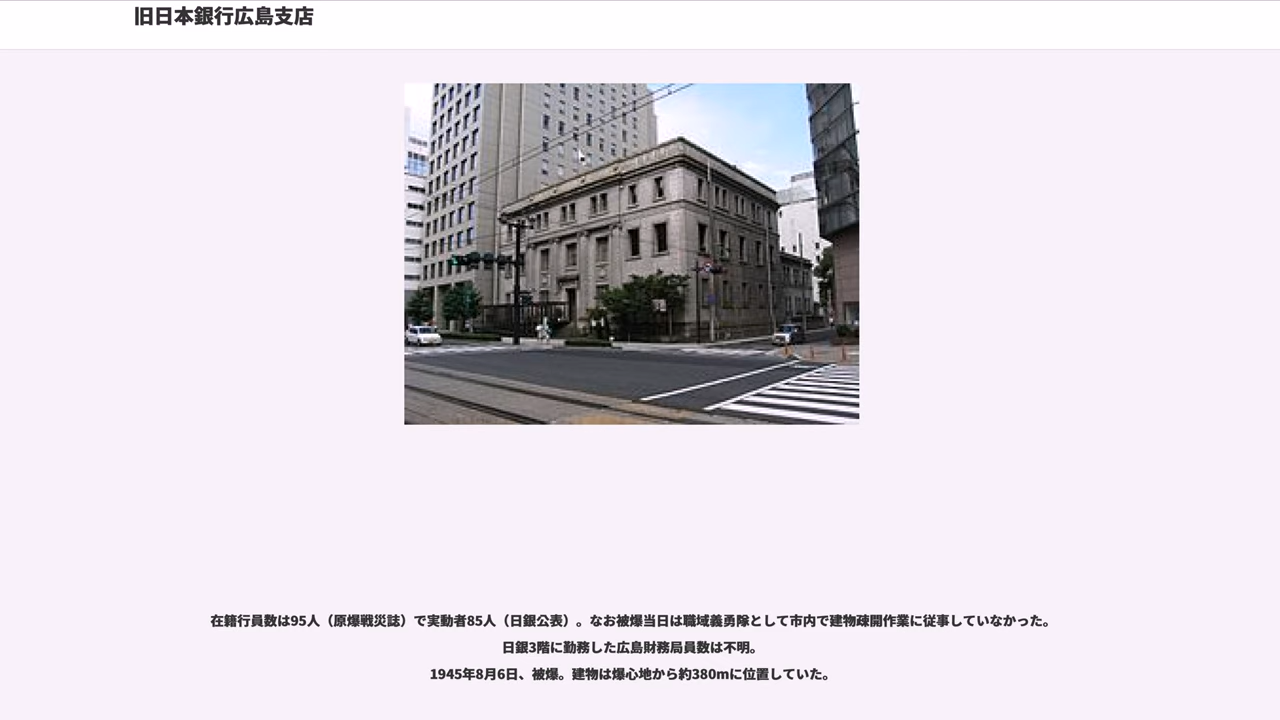 旧日本銀行広島支店
在籍行員数は95人（原爆戦災誌）で実動者85人（日銀公表）。なお被爆当日は職域義勇隊として市内で建物疎開作業に従事していなかった。
日銀3階に勤務した広島財務局員数は不明。
1945年8月6日、被爆。建物は爆心地から約380mに位置していた。